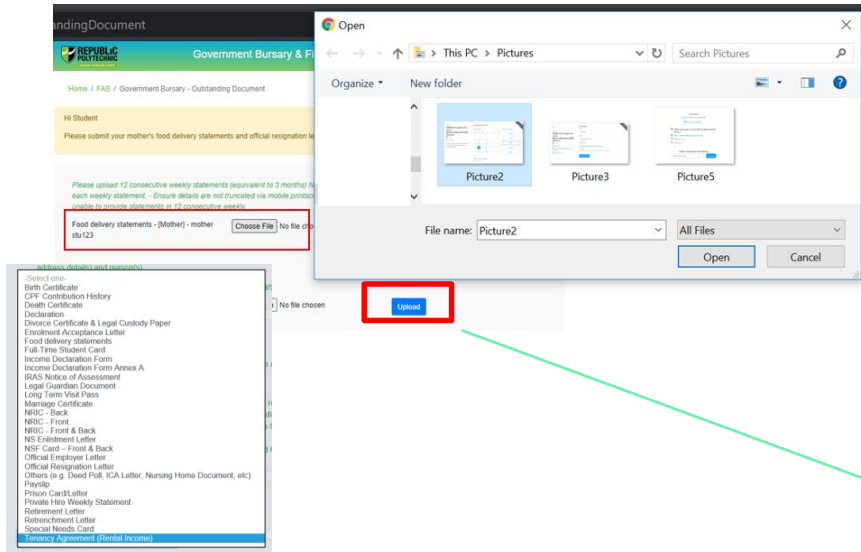 andingDocument
REPUBLIC
POLYTECHNIC
Government Bursary & Fi
Home / FAS / Government Bursary - Outstanding Document
Hi Student
Please submit your mother's food delivery statements and official resignation le
Please upload 12 consecutive weekly statements (equivalent to 3 months) N
each weekly statement. - Ensure details are not truncated via mobile printscr
unable to provide statements in 12 consecutive weekly.
Food delivery statements - [Mother] - mother
stu123
Choose File No file cho
Open
This PC > Pictures
Search Pictures
Organize
New folder
Picture2
Picture3
Picture5
File name: Picture2
All Files
Open
Cancel
address details) and reason(s)
No file chosen
Upload
-Select one-
Birth Certificate
CPF Contribution History
Death Certificate
Declaration
Divorce Certificate & Legal Custody Paper
Enrolment Acceptance Letter
Food delivery statements
Full-Time Student Card
Income Declaration Form
Income Declaration Form Annex A
IRAS Notice of Assessment
Legal Guardian Document
Long Term Visit Pass
Marriage Certificate
NRIC - Back
NRIC - Front
NRIC - Front & Back
NS Enlistment Letter
NSF Card – Front & Back
Official Employer Letter
Official Resignation Letter
Others (e.g. Deed Poll, ICA Letter, Nursing Home Document, etc)
Payslip
Prison Card/Letter
Private Hire Weekly Statement
Retirement Letter
Retrenchment Letter
Special Needs Card
Tenancy Agreement (Rental Income)